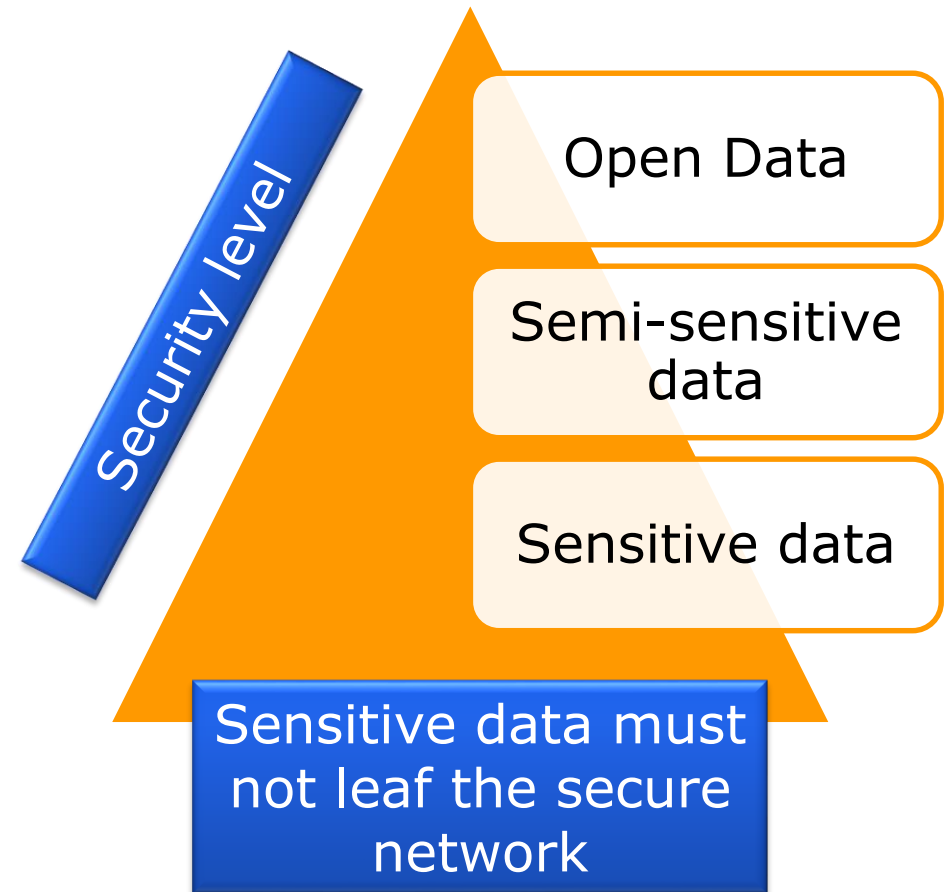 Security level
Open Data
Semi-sensitive
data
Sensitive data
Sensitive data must
not leaf the secure
network